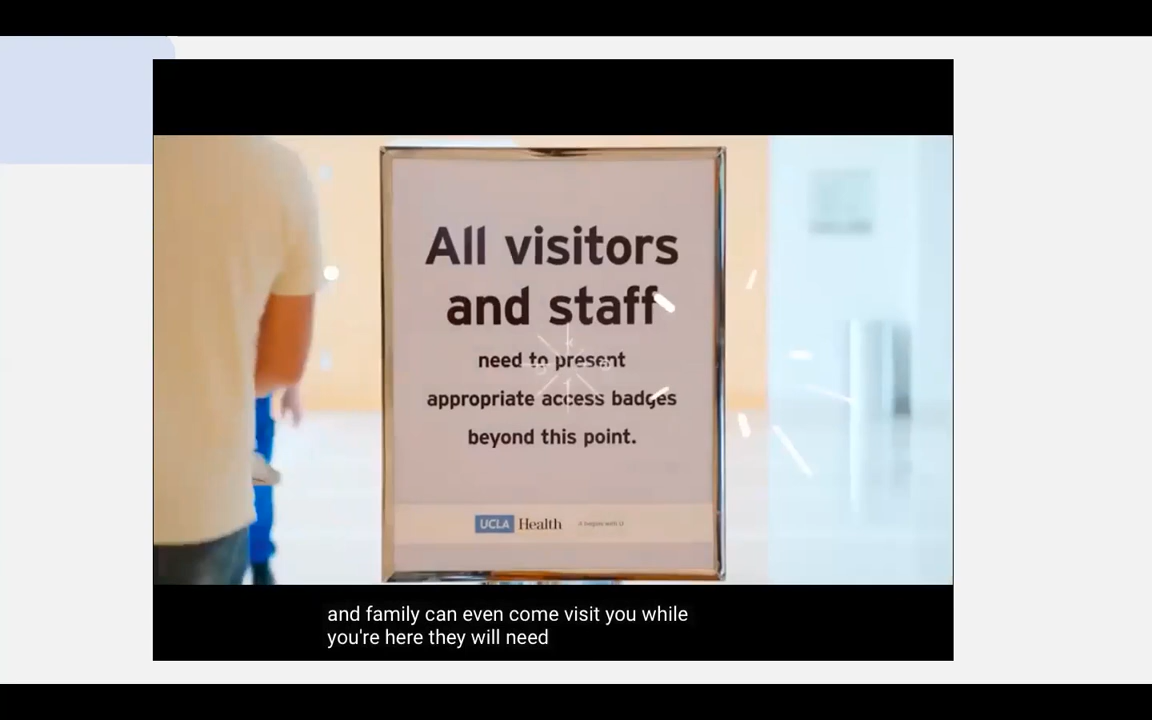 All visitors
and staff
need to present
appropriate access badges
beyond this point.
UCLA Health
and family can even come visit you while
you're here they will need